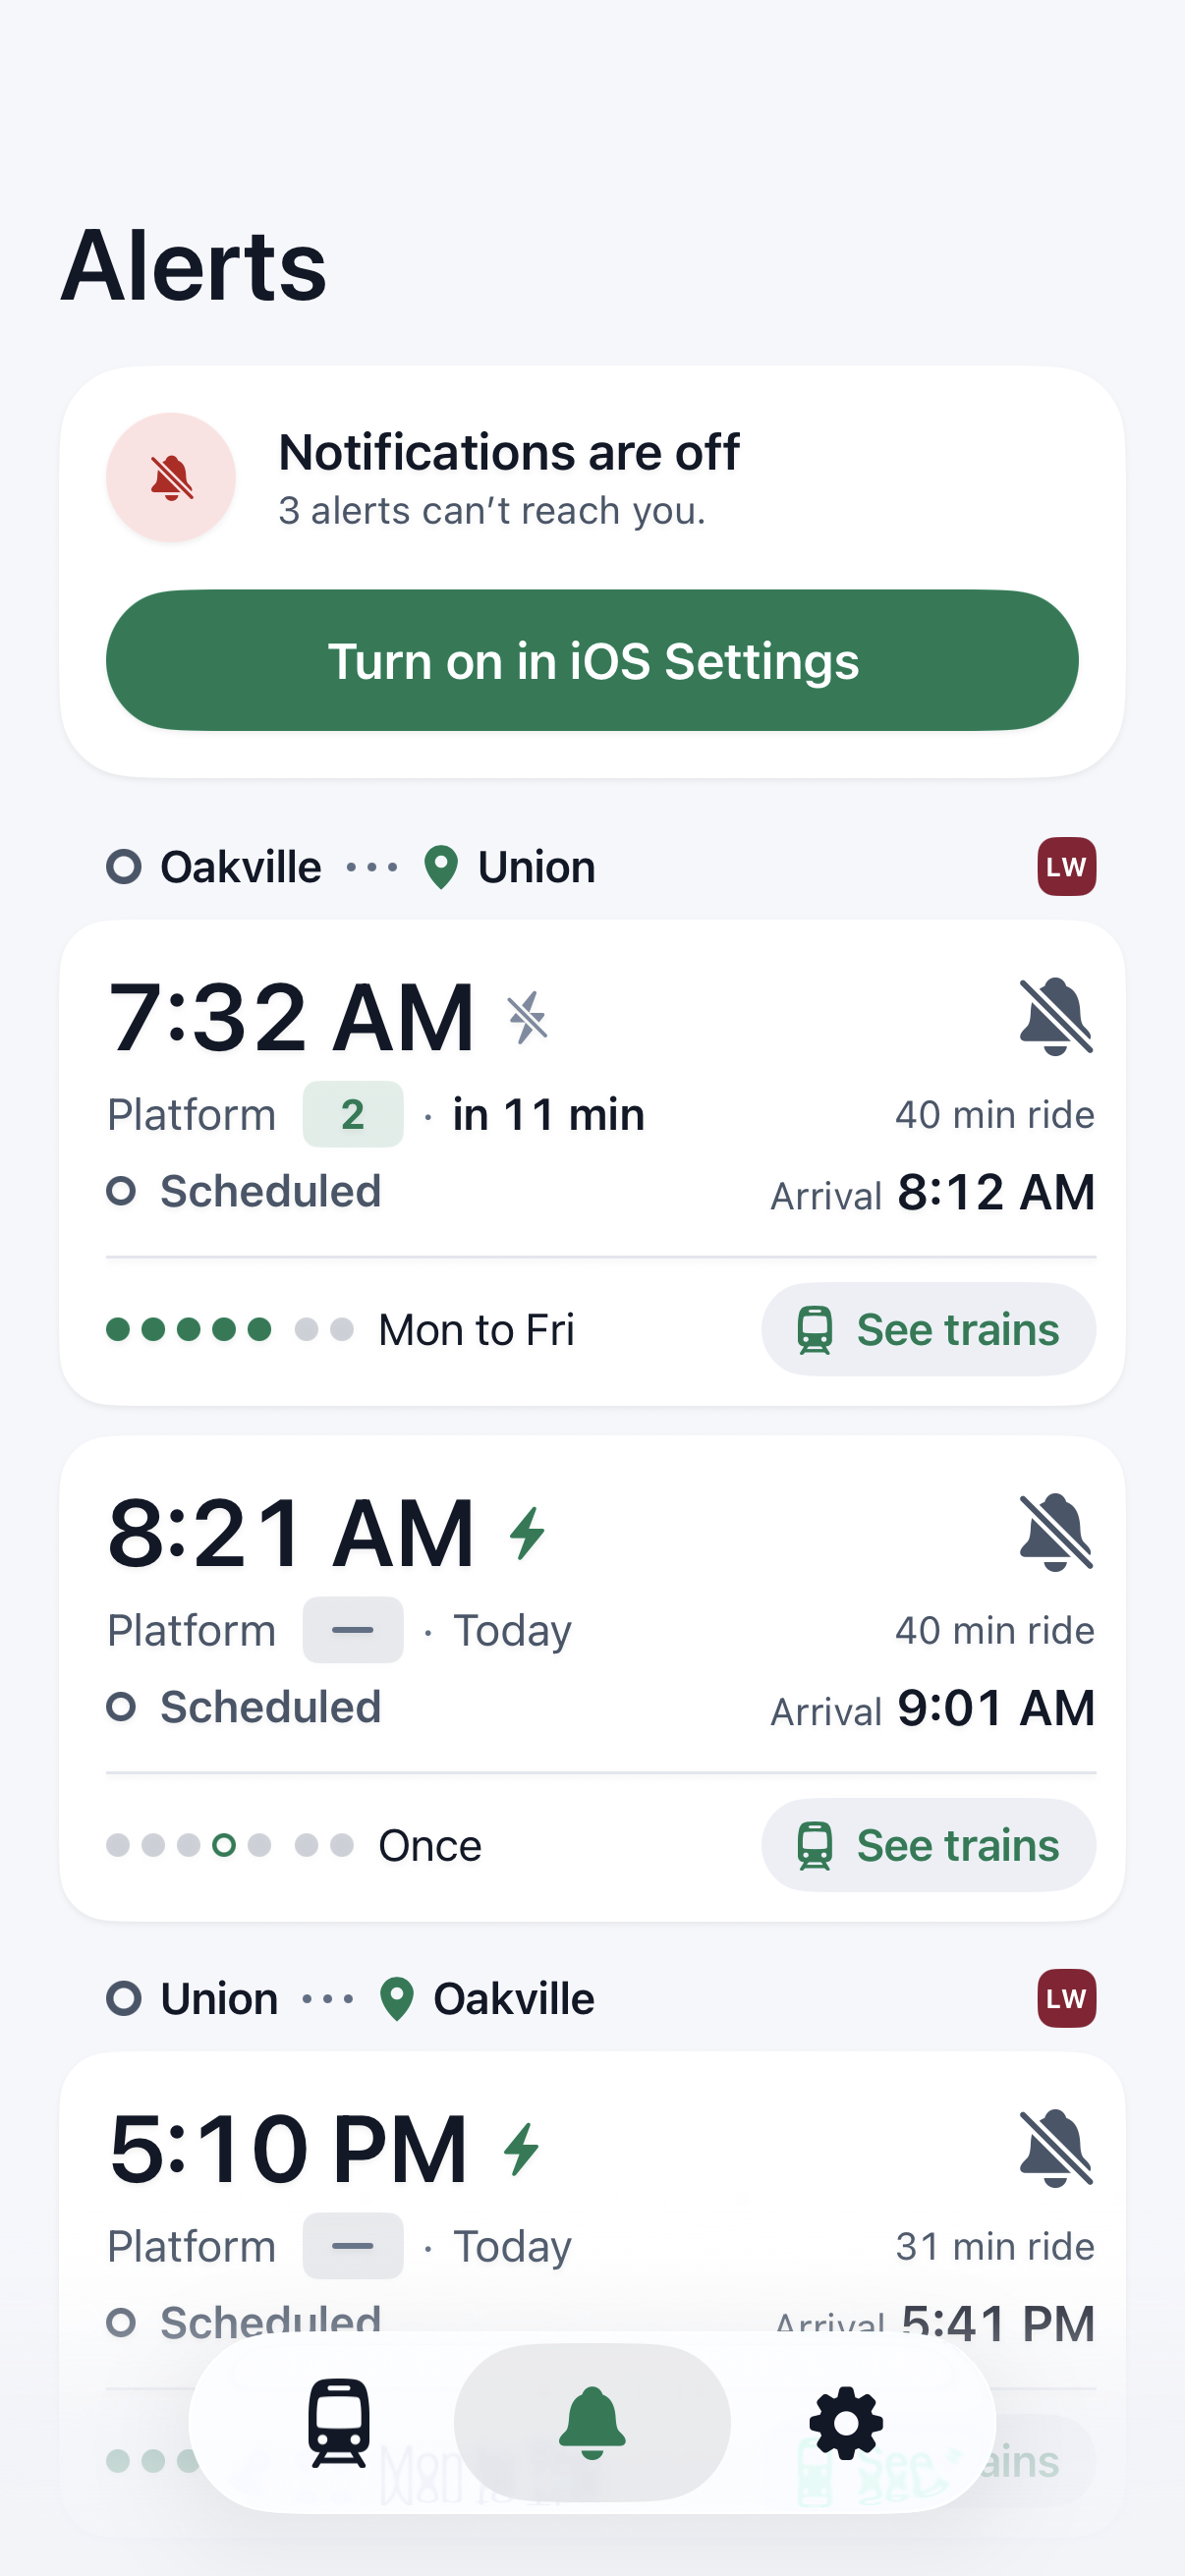 Alerts
Notifications are off
3 alerts can’t reach you.
Turn on in iOS Settings
Oakville ••• Union LW
7:32 AM
Platform 2 · in 11 min 40 min ride
Scheduled Arrival 8:12 AM
Mon to Fri See trains
8:21 AM
Platform — · Today 40 min ride
Scheduled Arrival 9:01 AM
Once See trains
Union ••• Oakville LW
5:10 PM
Platform — · Today 31 min ride
Scheduled Arrival 5:41 PM